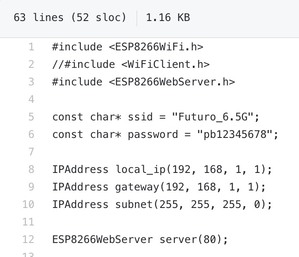 63 lines (52 sloc) 1.16 KB
1 #include <ESP8266WiFi.h>
2 //#include <WiFiClient.h>
3 #include <ESP8266WebServer.h>
4
5 const char* ssid = "Futuro_6.5G";
6 const char* password = "pb12345678";
7
8 IPAddress local_ip(192, 168, 1, 1);
9 IPAddress gateway(192, 168, 1, 1);
10 IPAddress subnet(255, 255, 255, 0);
11
12 ESP8266WebServer server(80);
13